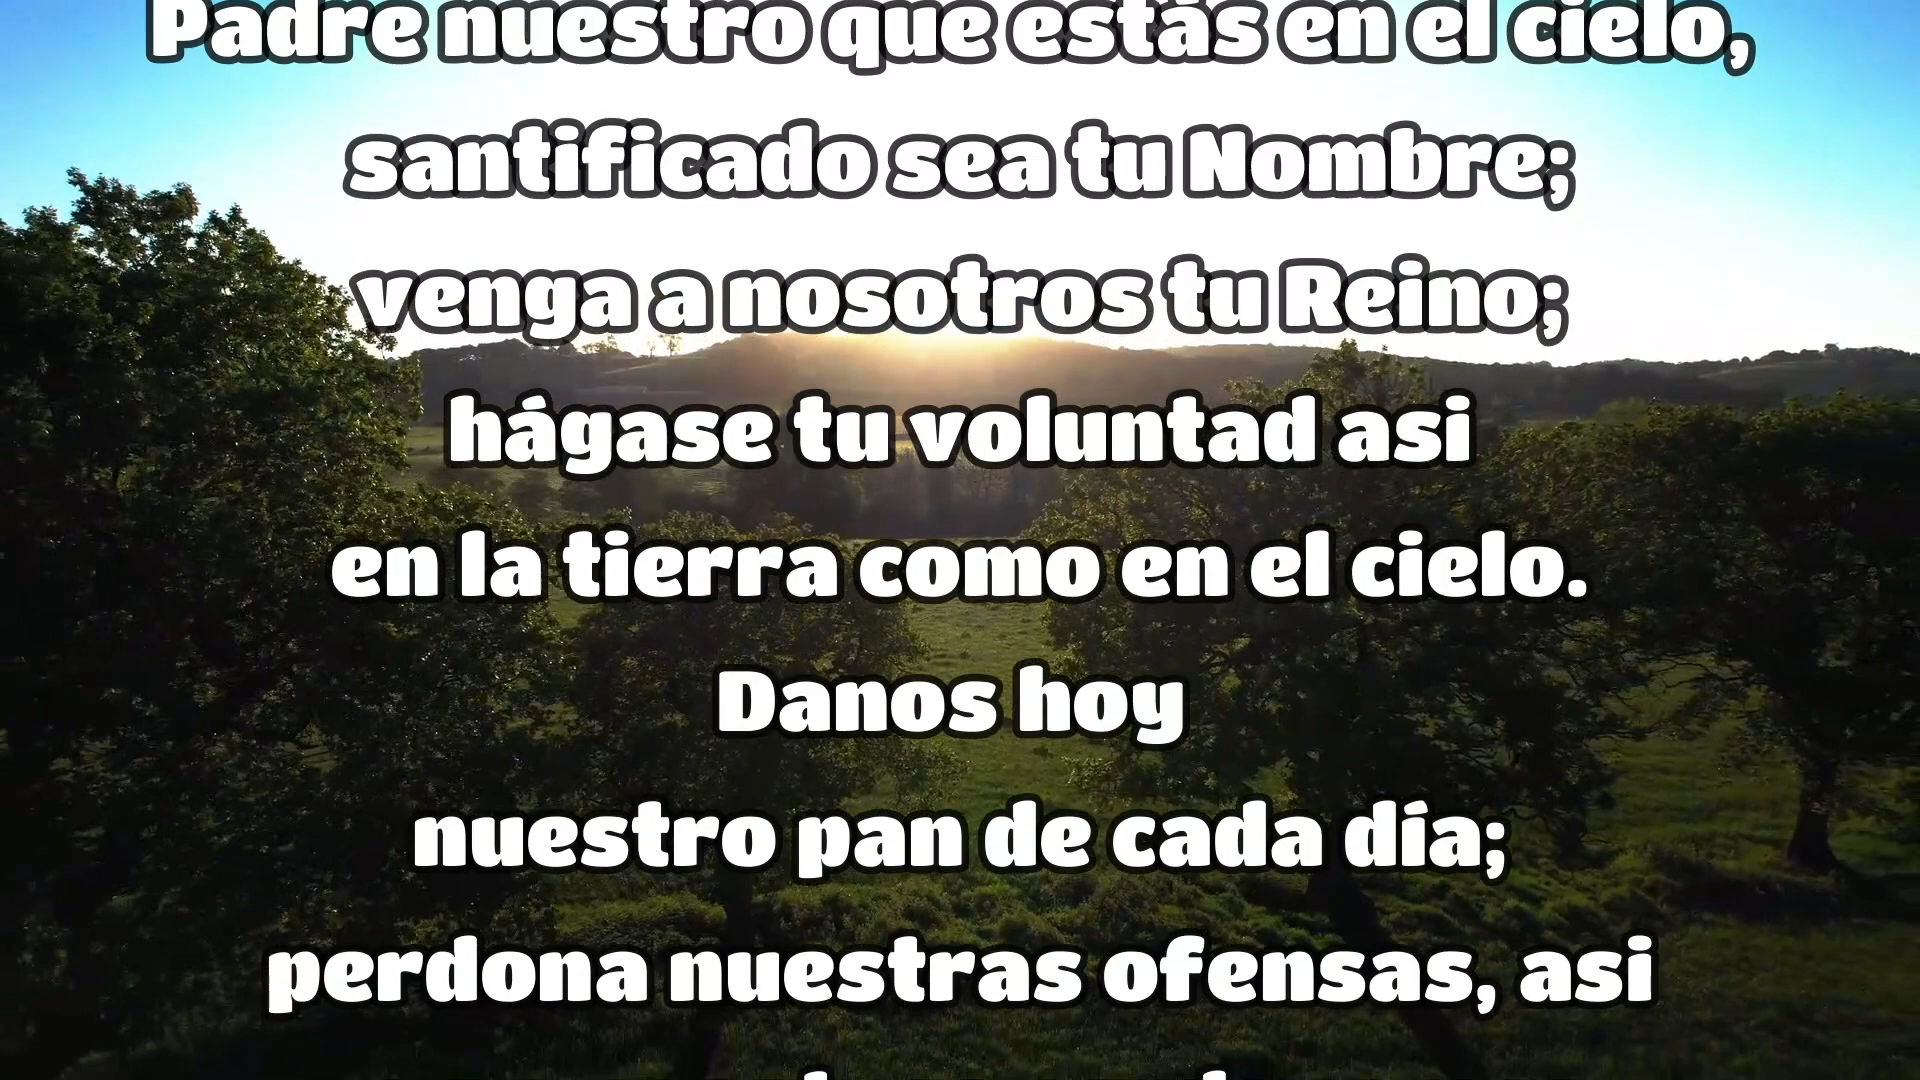 Padre nuestro que estás en el cielo,
santificado sea tu Nombre;
venga a nosotros tu Reino;
hágase tu voluntad asi
en la tierra como en el cielo.
Danos hoy
nuestro pan de cada día;
perdona nuestras ofensas, asi